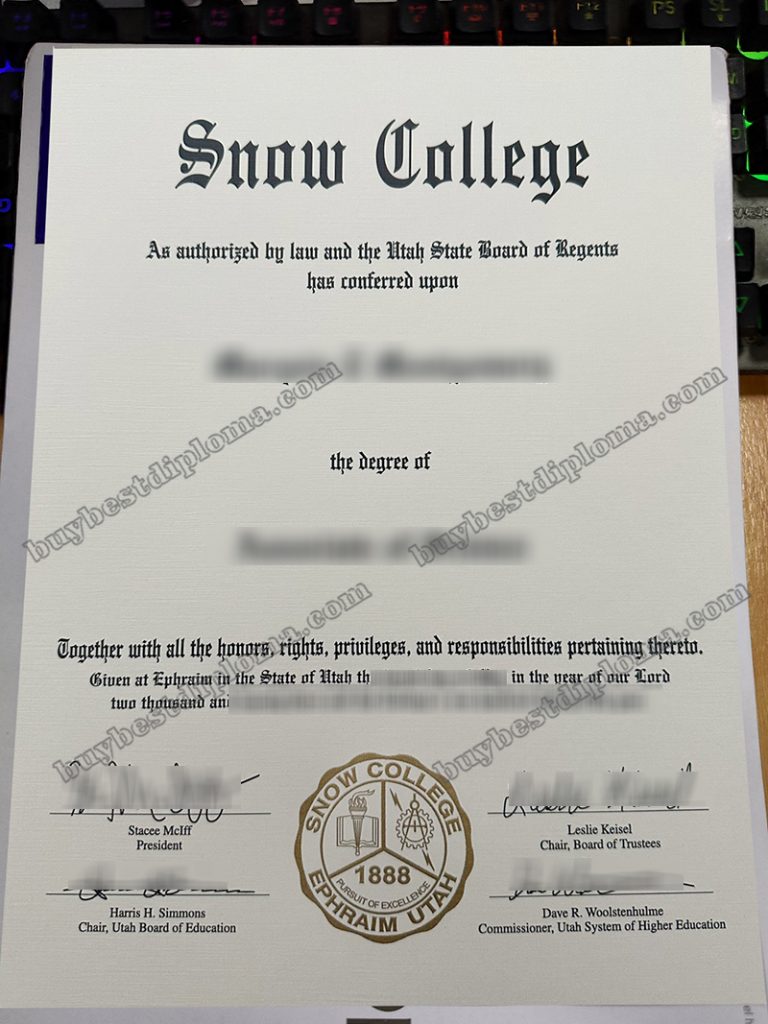 Snow College
As authorized by law and the Utah State Board of Regents
has conferred upon
the degree of
Together with all the honors, rights, privileges, and responsibilities pertaining thereto.
Given at Ephraim in the State of Utah th in the year of our Lord
two thousand an
Stacee McIff
President
Leslie Keisel
Chair, Board of Trustees
Harris H. Simmons
Chair, Utah Board of Education
Dave R. Woolstenhulme
Commissioner, Utah System of Higher Education
SNOW COLLEGE
1888
PURSUIT OF EXCELLENCE
EPHRAIM UTAH
buybestdiploma.com
buybestdiploma.com
buybestdiploma.com
buybestdiploma.com
PS
SL